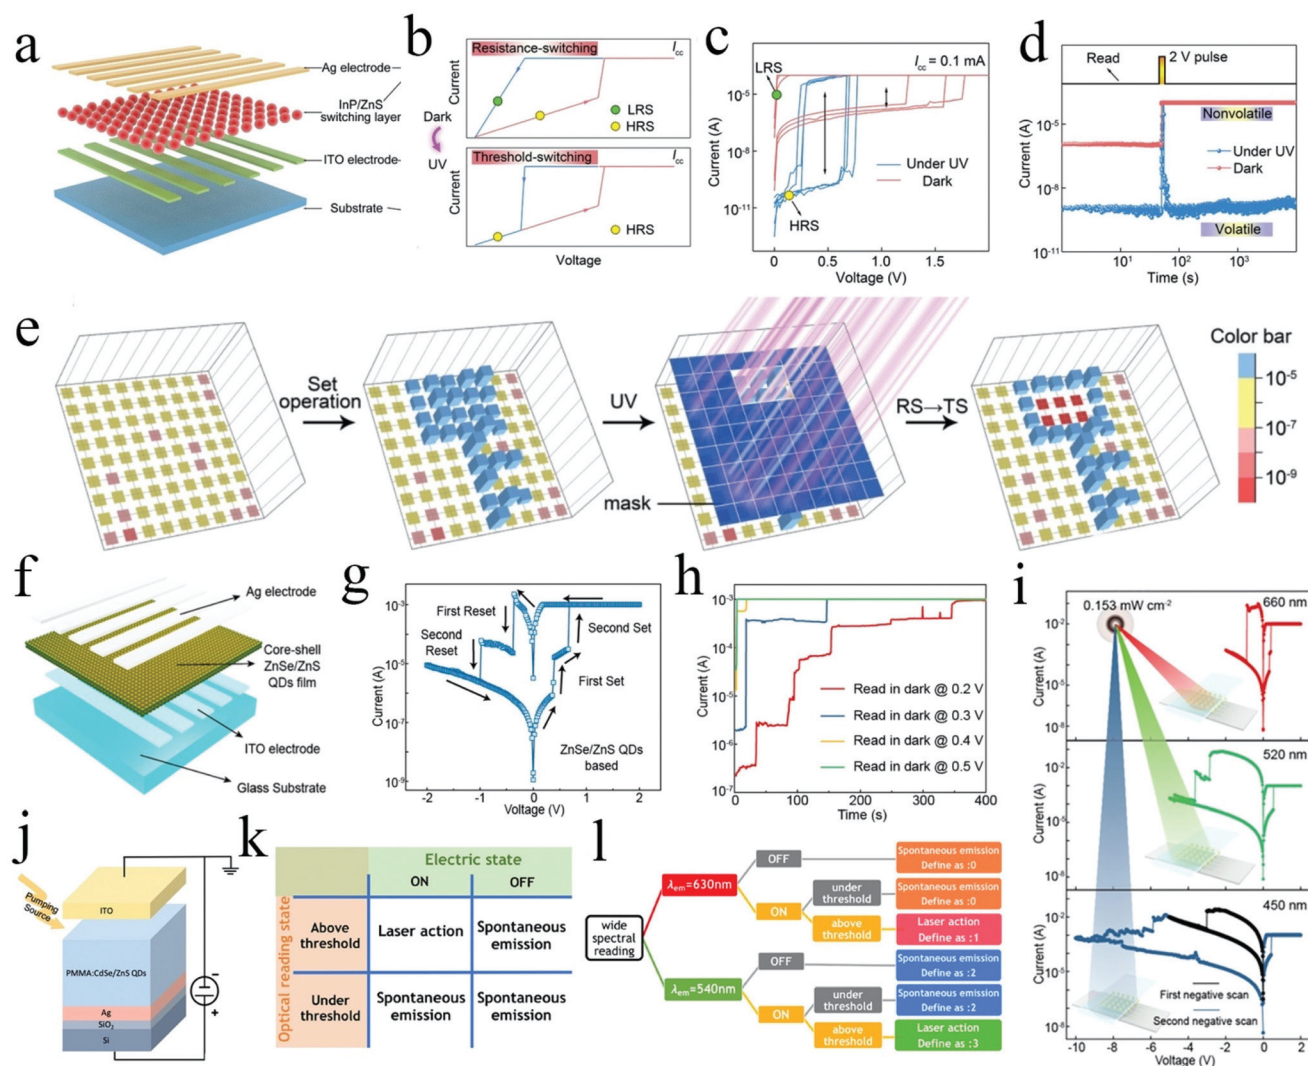 a
Ag electrode
InP/ZnS
switching layer
ITO electrode
Substrate
b
Resistance-switching
Icc
Current
LRS
HRS
Dark
UV
Threshold-switching
Icc
Current
HRS
Voltage
c
LRS
Icc = 0.1 mA
10-5
10-8
10-11
Current (A)
Under UV
Dark
HRS
0 0.5 1.0 1.5
Voltage (V)
d
Read
2 V pulse
Nonvolatile
10-5
10-8
10-11
Current (A)
Under UV
Dark
Volatile
101 102 103
Time (s)
e
Set
operation
UV
mask
RS→TS
Color bar
10-5
10-7
10-9
f
Ag electrode
Core-shell
ZnSe/ZnS
QDs film
ITO electrode
Glass Substrate
g
10-3
10-5
10-7
10-9
Current (A)
First Reset
Second
Reset
Second Set
First Set
ZnSe/ZnS QDs
based
-2 -1 0 1 2
Voltage (V)
h
10-3
10-4
10-5
10-6
10-7
Current (A)
Read in dark @ 0.2 V
Read in dark @ 0.3 V
Read in dark @ 0.4 V
Read in dark @ 0.5 V
0 100 200 300 400
Time (s)
i
0.153 mW cm-2
660 nm
10-2
10-5
10-8
Current (A)
520 nm
10-2
10-5
10-8
Current (A)
450 nm
10-2
10-5
10-8
Current (A)
First negative scan
Second negative scan
-10 -8 -6 -4 -2 0 2
Voltage (V)
j
Pumping
Source
ITO
PMMA:CdSe/ZnS QDs
Ag
SiO2
Si
−
+
k
Electric state
ON OFF
Optical reading state
Above
threshold
Laser action
Spontaneous
emission
Under
threshold
Spontaneous
emission
Spontaneous
emission
l
wide
spectral
reading
λem=630nm
OFF
Spontaneous emission
Define as :0
ON
under
threshold
Spontaneous emission
Define as :0
above
threshold
Laser action
Define as :1
λem=540nm
OFF
Spontaneous emission
Define as :2
ON
under
threshold
Spontaneous emission
Define as :2
above
threshold
Laser action
Define as :3